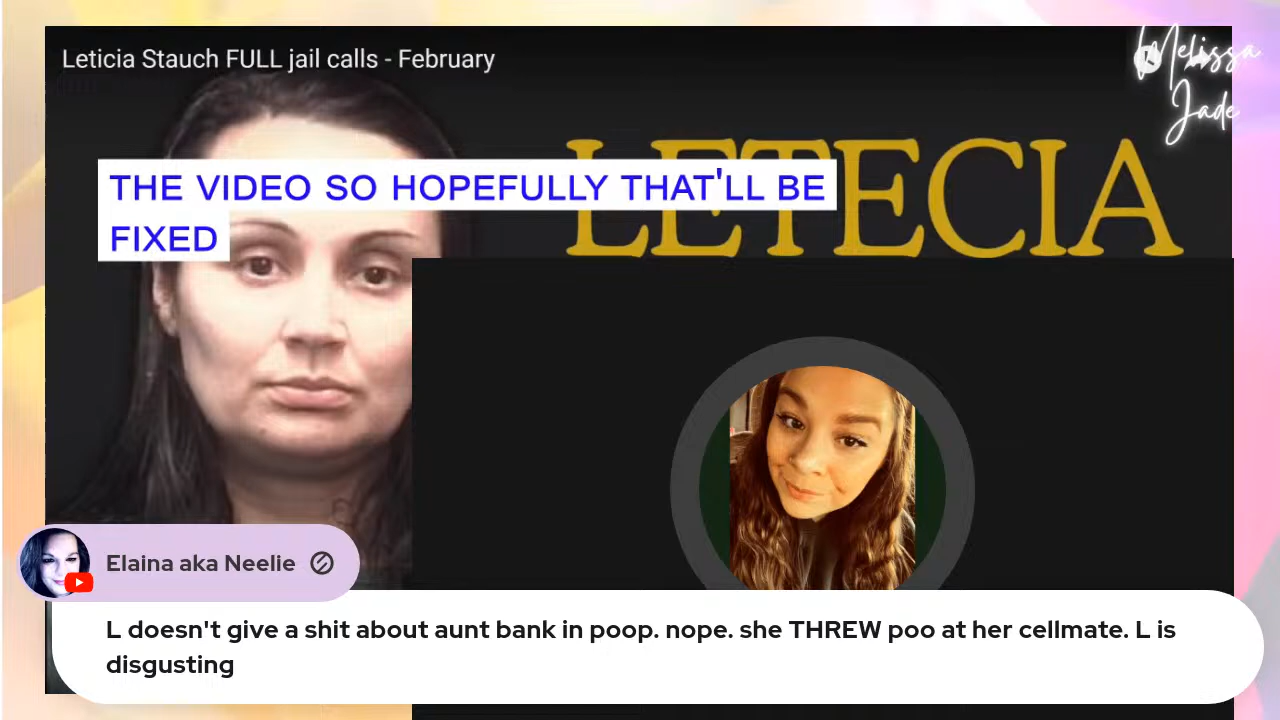 Leticia Stauch FULL jail calls - February
Melissa
Jade
LETECIA
THE VIDEO SO HOPEFULLY THAT'LL BE
FIXED
Elaina aka Neelie
L doesn't give a shit about aunt bank in poop. nope. she THREW poo at her cellmate. L is
disgusting